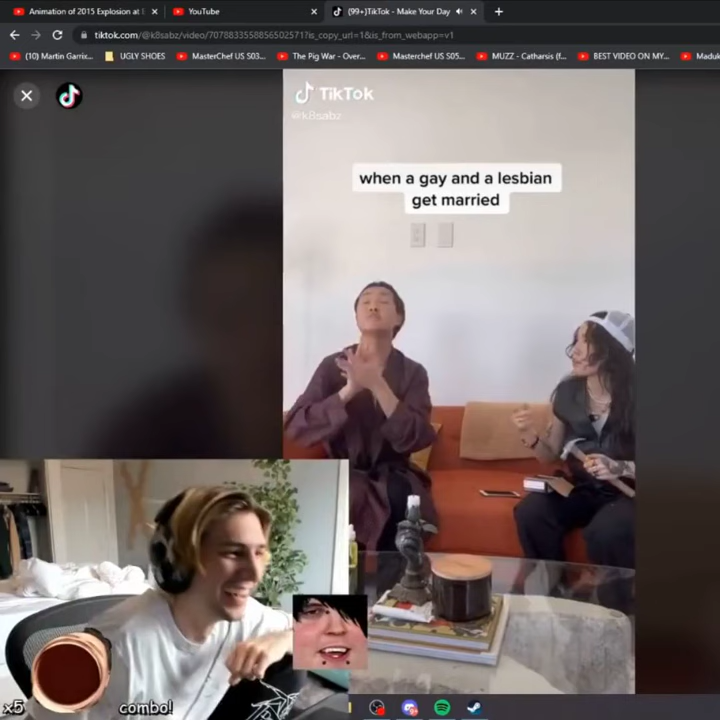 Animation of 2015 Explosion at E
YouTube
(99+)TikTok - Make Your Day
tiktok.com/@k8sabz/video/7078833558856502571?is_copy_url=1&is_from_webapp=v1
(10) Martin Garrix...
UGLY SHOES
MasterChef US S03...
The Pig War - Over...
Masterchef US S05...
MUZZ - Catharsis (f...
BEST VIDEO ON MY...
Maduk
TikTok
@k8sabz
when a gay and a lesbian
get married
x5
combo!